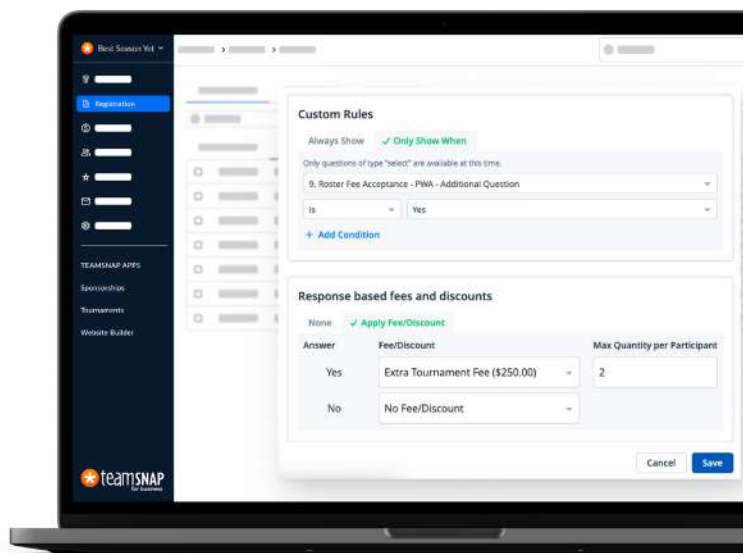 Best Season Yet
Registration
TEAMSNAP APPS
Sponsorships
Tournaments
Website Builder
teamSNAP
for business
Custom Rules
Always Show ✓ Only Show When
Only questions of type "select" are available at this time.
9. Roster Fee Acceptance - PWA - Additional Question
is Yes
+ Add Condition
Response based fees and discounts
None ✓ Apply Fee/Discount
Answer Fee/Discount Max Quantity per Participant
Yes Extra Tournament Fee ($250.00) 2
No No Fee/Discount
Cancel Save